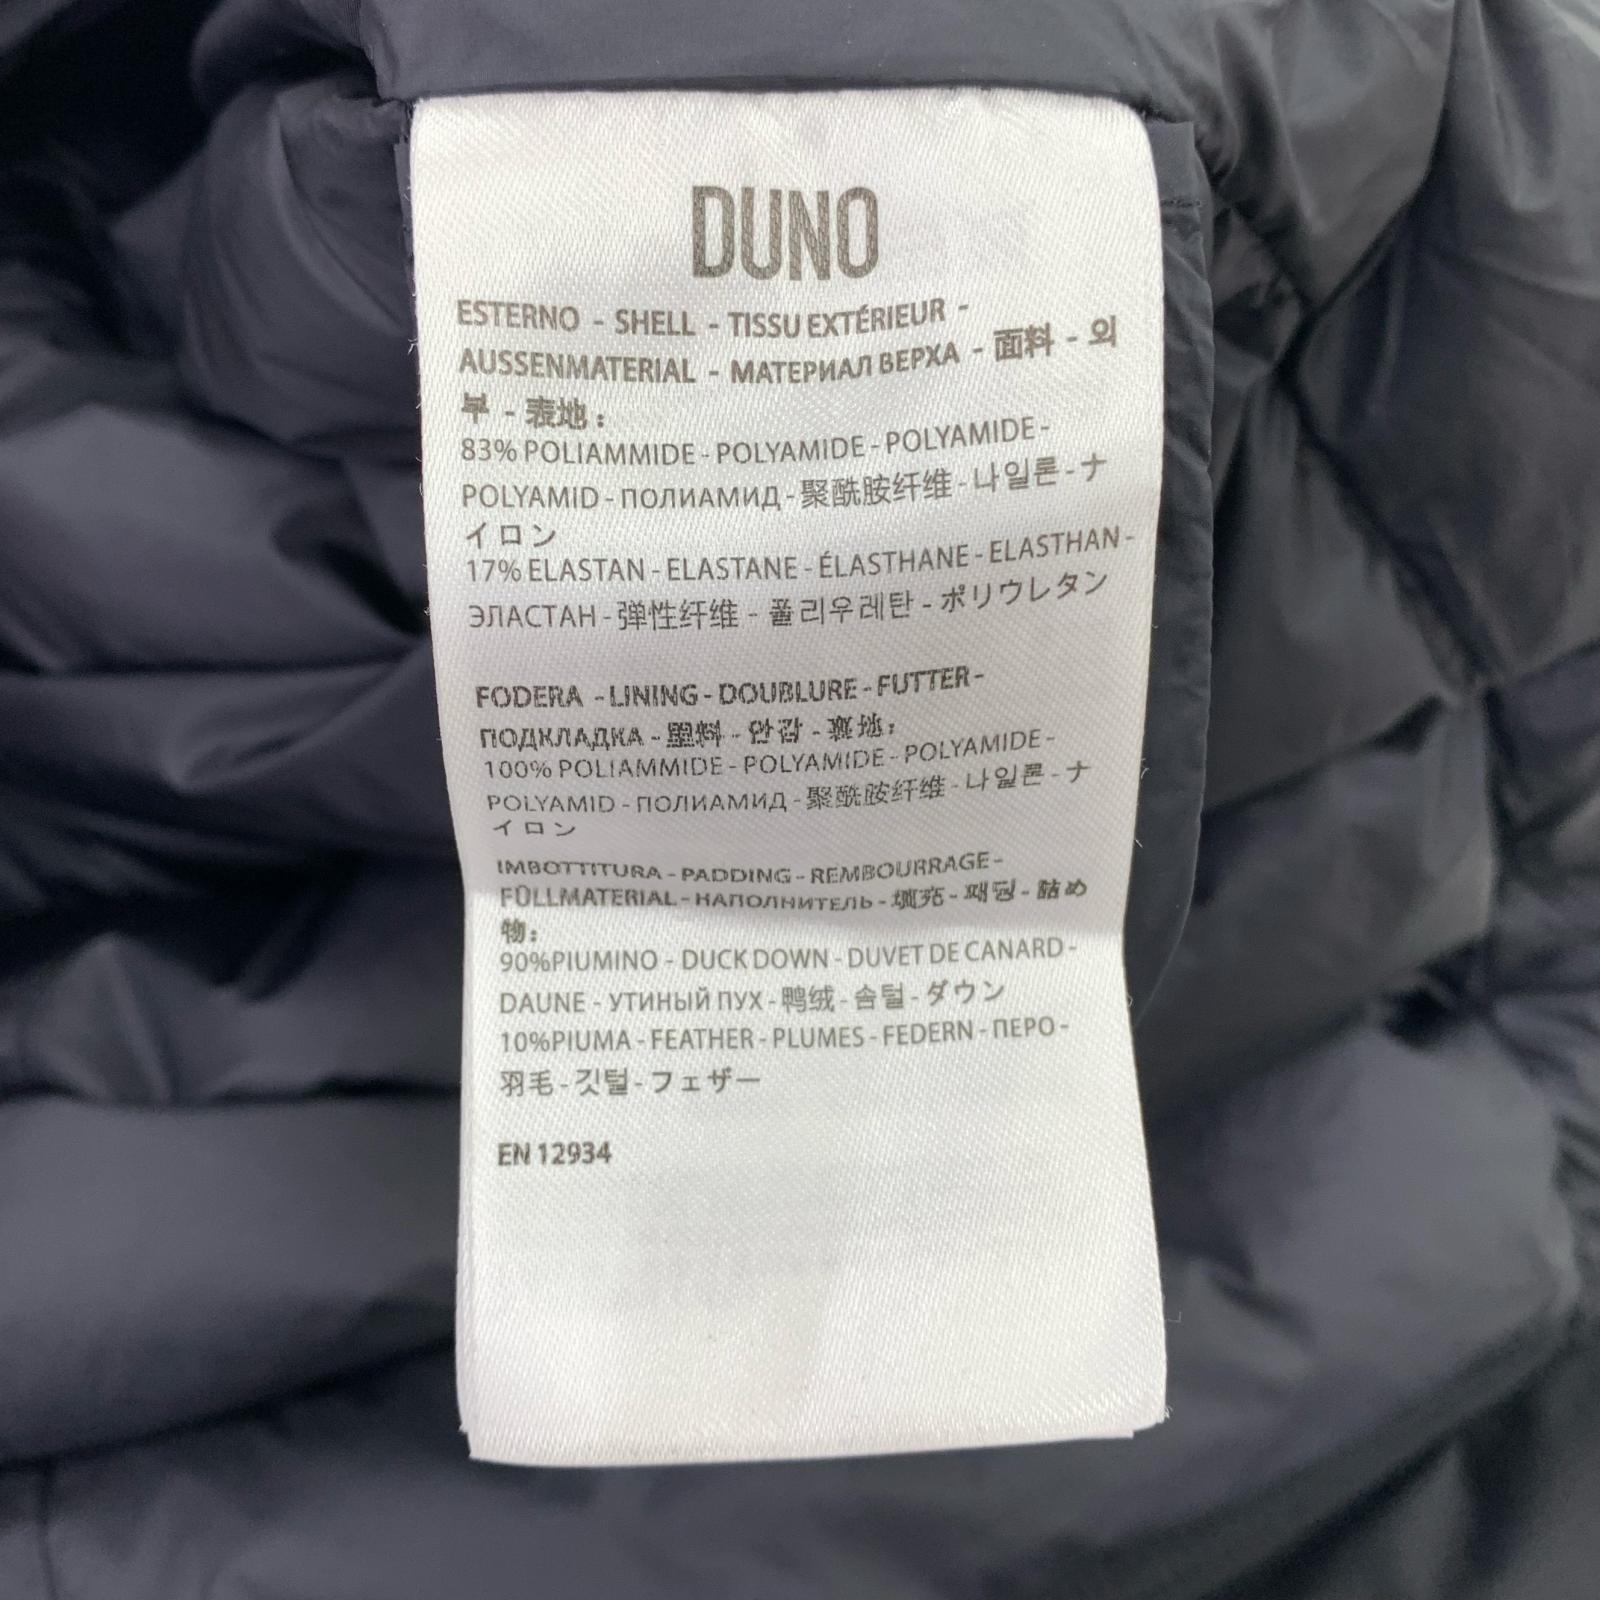 DUNO
ESTERNO - SHELL - TISSU EXTÉRIEUR -
AUSSENMATERIAL - МАТЕРИАЛ ВЕРХА - 面料 - 외
부 - 表地:
83% POLIAMMIDE - POLYAMIDE - POLYAMIDE -
POLYAMID - ПОЛИАМИД - 聚酰胺纤维 - 나일론 - ナ
イロン
17% ELASTAN - ELASTANE - ÉLASTHANE - ELASTHAN -
ЭЛАСТАН - 弹性纤维 - 폴리우레탄 - ポリウレタン
FODERA - LINING - DOUBLURE - FUTTER -
ПОДКЛАДКА - 里料 - 안감 - 裏地:
100% POLIAMMIDE - POLYAMIDE - POLYAMIDE -
POLYAMID - ПОЛИАМИД - 聚酰胺纤维 - 나일론 - ナ
イロン
IMBOTTITURA - PADDING - REMBOURRAGE -
FÜLLMATERIAL - НАПОЛНИТЕЛЬ - 填充 - 패딩 - 詰め
物:
90%PIUMINO - DUCK DOWN - DUVET DE CANARD -
DAUNE - УТИНЫЙ ПУХ - 鸭绒 - 솜털 - ダウン
10%PIUMA - FEATHER - PLUMES - FEDERN - ПЕРО -
羽毛 - 깃털 - フェザー
EN 12934